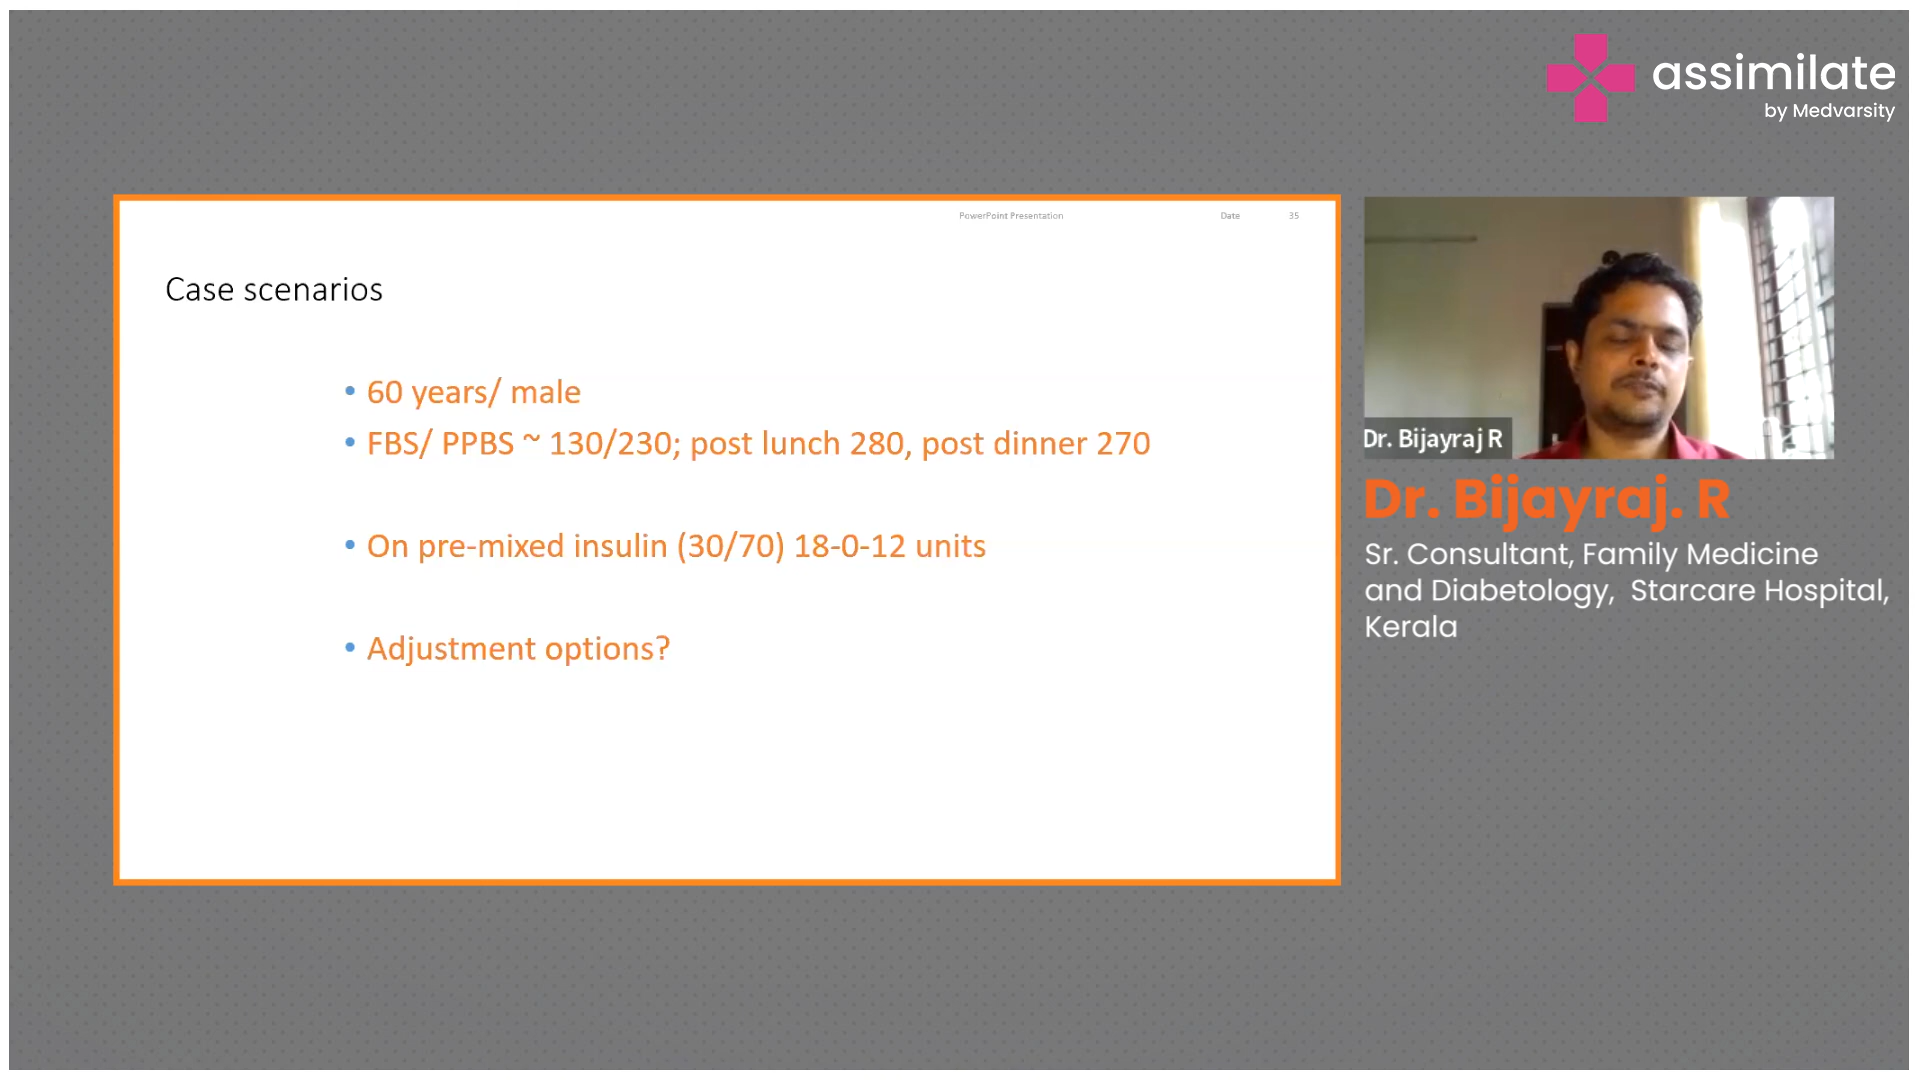 assimilate
by Medvarsity
PowerPoint Presentation Date 35
Case scenarios
• 60 years/ male
• FBS/ PPBS ~ 130/230; post lunch 280, post dinner 270
• On pre-mixed insulin (30/70) 18-0-12 units
• Adjustment options?
Dr. Bijayraj R
Dr. Bijayraj. R
Sr. Consultant, Family Medicine
and Diabetology, Starcare Hospital,
Kerala